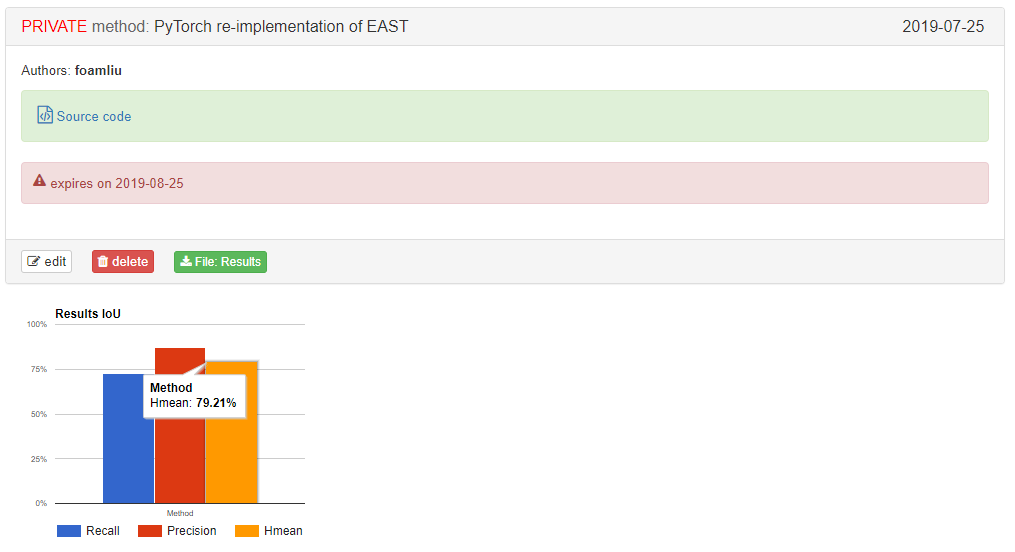 PRIVATE method: PyTorch re-implementation of EAST 2019-07-25
Authors: foamliu
Source code
expires on 2019-08-25
edit delete File: Results
Results IoU
100%
75%
Method
Hmean: 79.21%
50%
25%
0%
Method
Recall Precision Hmean